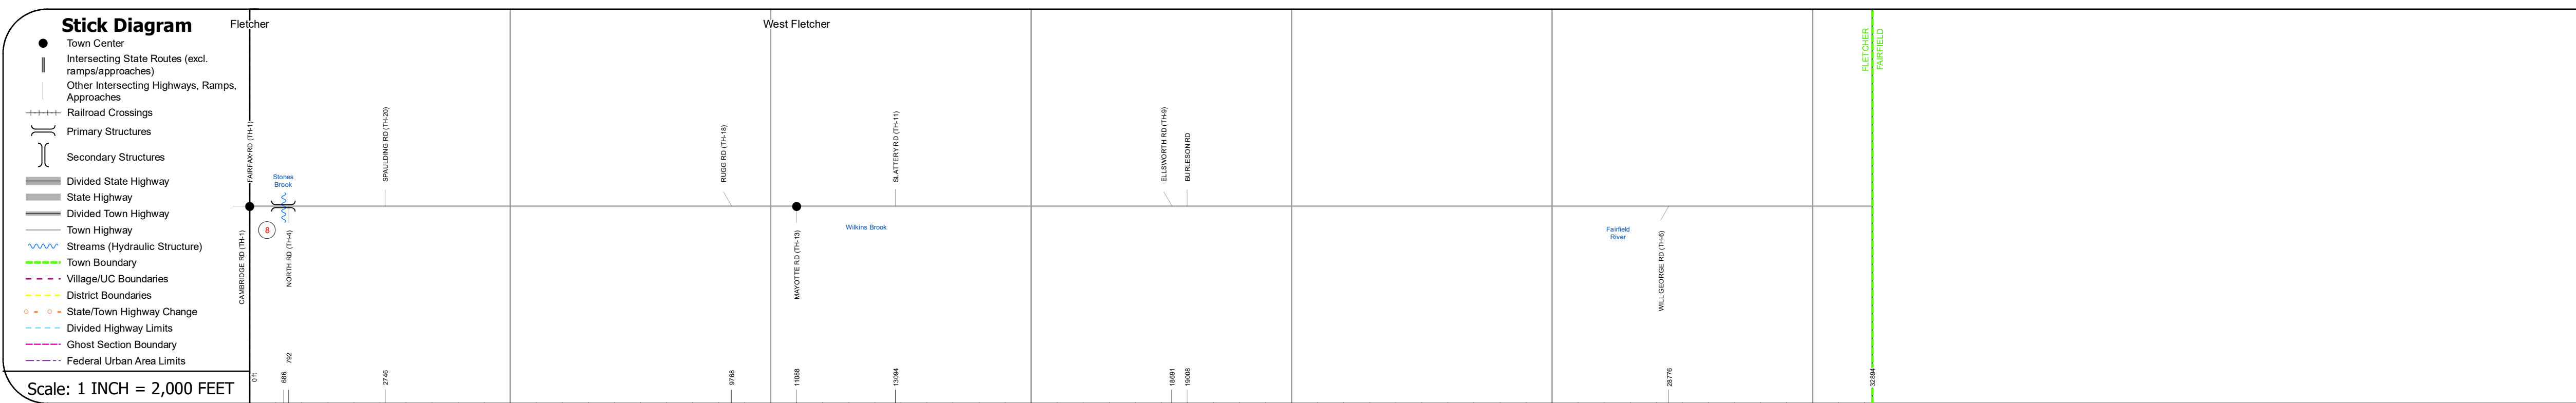 Stick Diagram
Town Center
Intersecting State Routes (excl.
ramps/approaches)
Other Intersecting Highways, Ramps,
Approaches
Railroad Crossings
Primary Structures
Secondary Structures
Divided State Highway
State Highway
Divided Town Highway
Town Highway
Streams (Hydraulic Structure)
Town Boundary
Village/UC Boundaries
District Boundaries
State/Town Highway Change
Divided Highway Limits
Ghost Section Boundary
Federal Urban Area Limits
Scale: 1 INCH = 2,000 FEET
Fletcher
West Fletcher
FLETCHER
FAIRFIELD
FAIRFAX RD (TH-1)
SPAULDING RD (TH-20)
RUGG RD (TH-18)
SLATTERY RD (TH-11)
ELLSWORTH RD (TH-9)
BURLESON RD
Stones
Brook
8
CAMBRIDGE RD (TH-1)
NORTH RD (TH-4)
MAYOTTE RD (TH-13)
Wilkins Brook
Fairfield
River
WILL GEORGE RD (TH-6)
0 ft
686
792
2746
9768
11088
13094
18691
19008
28776
32894